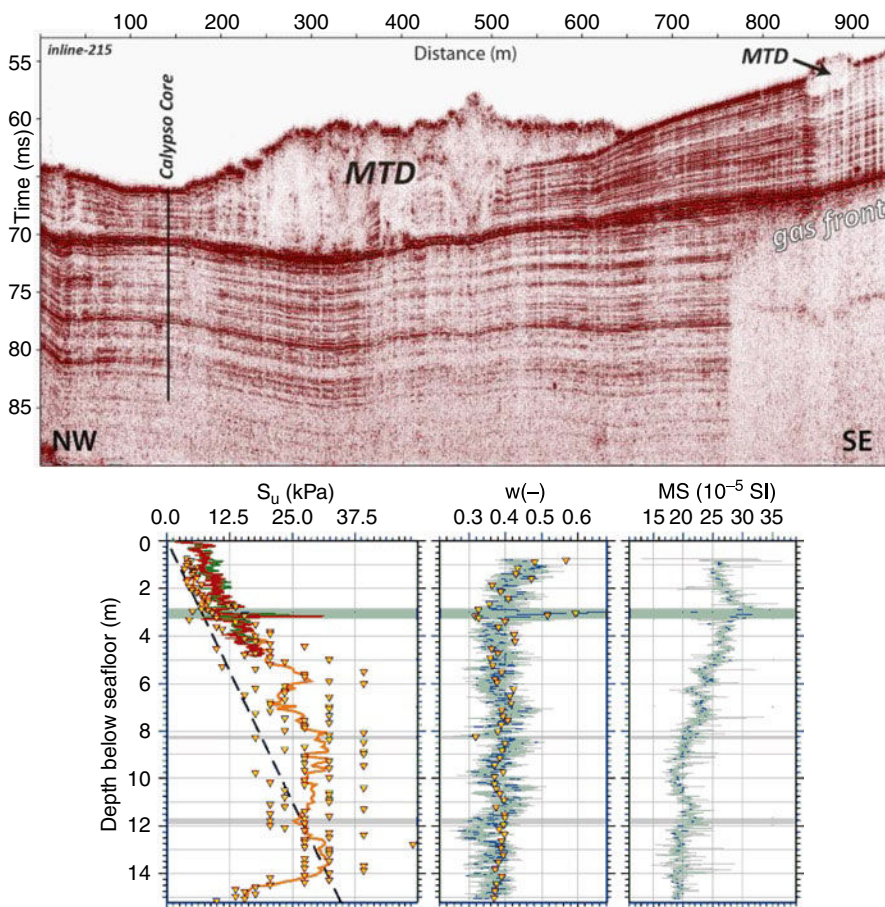 100 200 300 400 500 600 700 800 900
inline-215
Distance (m)
MTD
Calypso Core
MTD
gas front
Time (ms)
55
60
65
70
75
80
85
NW
SE
Su (kPa)
0.0 12.5 25.0 37.5
w(–)
0.3 0.4 0.5 0.6
MS (10⁻⁵ SI)
15 20 25 30 35
Depth below seafloor (m)
0
2
4
6
8
10
12
14